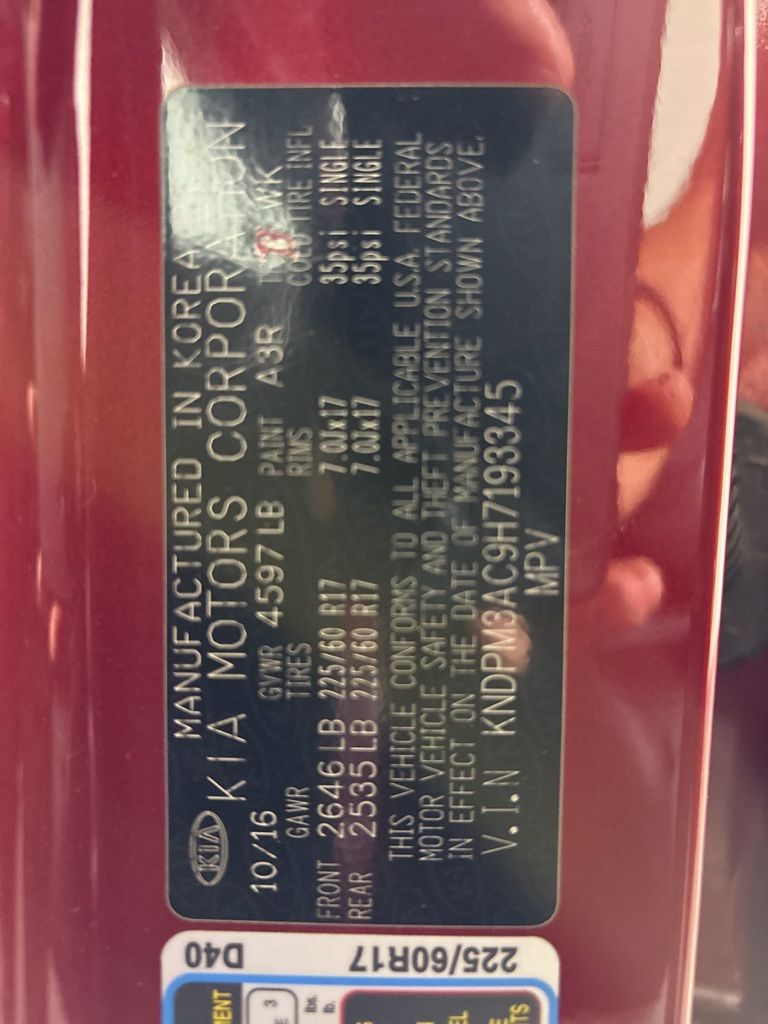 MANUFACTURED IN KOREA
KIA KIA MOTORS CORPORATION
10/16 GVWR 4597 LB PAINT A3R WK
GAWR TIRES RIMS COLD TIRE INFL
FRONT 2646 LB 225/60 R17 7.0Jx17 35psi SINGLE
REAR 2535 LB 225/60 R17 7.0Jx17 35psi SINGLE
THIS VEHICLE CONFORMS TO ALL APPLICABLE U.S.A. FEDERAL
MOTOR VEHICLE SAFETY AND THEFT PREVENTION STANDARDS
IN EFFECT ON THE DATE OF MANUFACTURE SHOWN ABOVE.
V.I.N KNDPM3AC9H7193345
MPV
225/60R17 D40